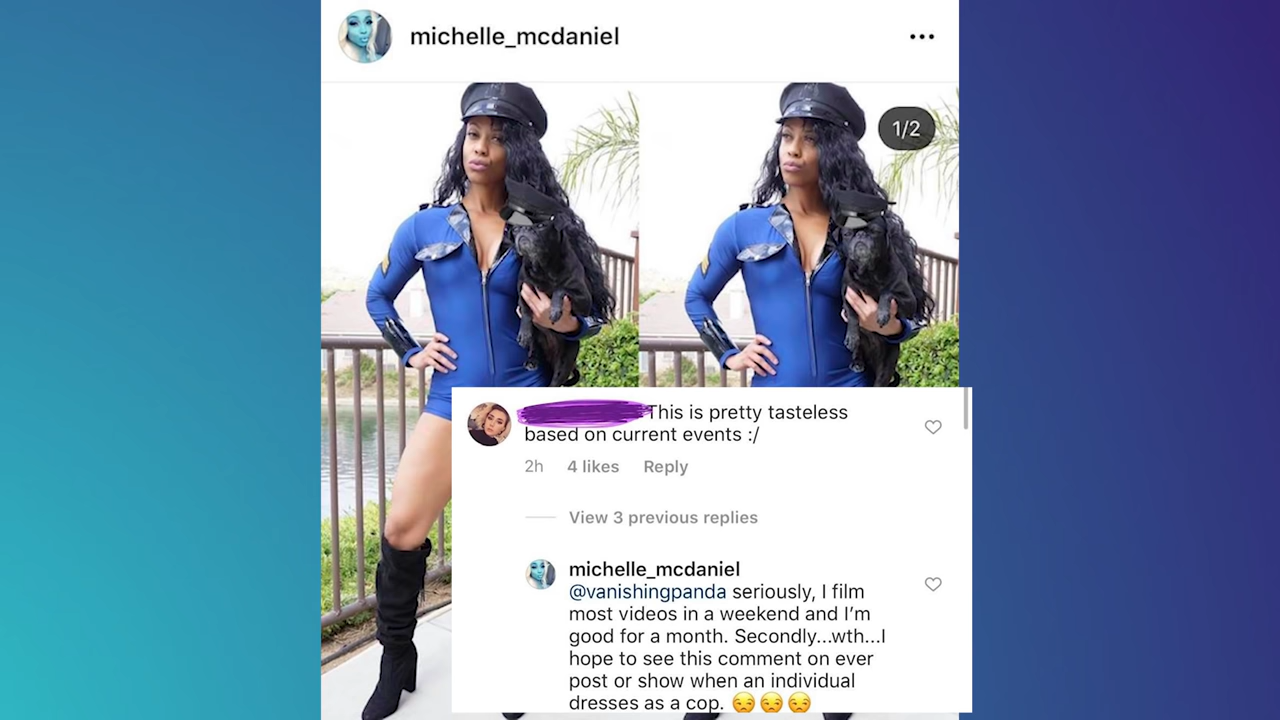 michelle_mcdaniel
1/2
This is pretty tasteless
based on current events :/
2h 4 likes Reply
View 3 previous replies
michelle_mcdaniel
@vanishingpanda seriously, I film
most videos in a weekend and I'm
good for a month. Secondly...wth...I
hope to see this comment on ever
post or show when an individual
dresses as a cop. 😒😒😒